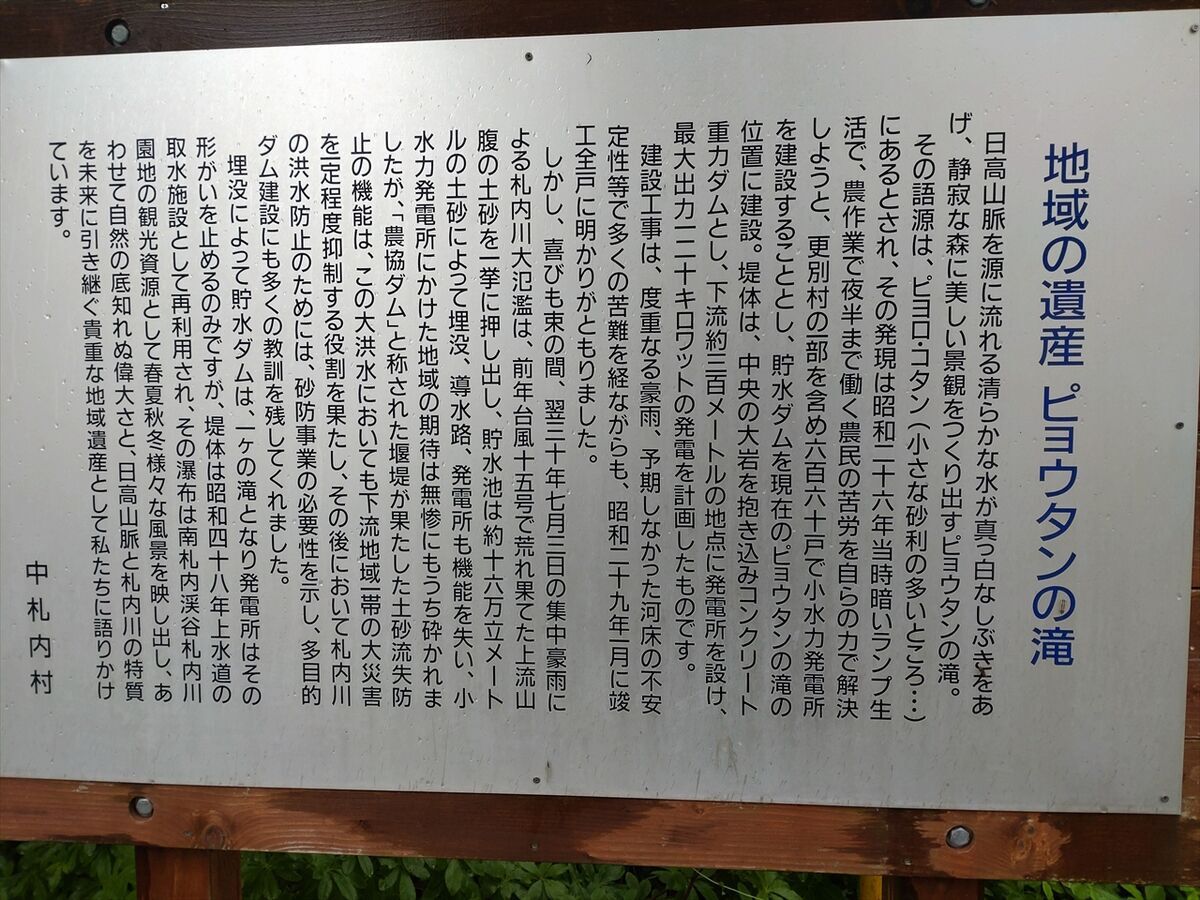 地域の遺産 ピョウタンの滝
日高山脈を源に流れる清らかな水が真っ白なしぶきをあ
げ、静寂な森に美しい景観をつくり出すピョウタンの滝。
その語源は、ピヨロ・コタン（小さな砂利の多いところ…）
にあるとされ、その発現は昭和二十六年当時暗いランプ生
活で、農作業で夜半まで働く農民の苦労を自らの力で解決
しようと、更別村の一部を含め六百六十戸で小水力発電所
を建設することとし、貯水ダムを現在のピョウタンの滝の
位置に建設。堤体は、中央の大岩を抱き込みコンクリート
重力ダムとし、下流約三百メートルの地点に発電所を設け、
最大出力一二十キロワットの発電を計画したものです。
建設工事は、度重なる豪雨、予期しなかった河床の不安
定性等で多くの苦難を経ながらも、昭和二十九年一月に竣
工全戸に明かりがともりました。
しかし、喜びも束の間、翌三十年七月三日の集中豪雨に
よる札内川大氾濫は、前年台風十五号で荒れ果てた上流山
腹の土砂を一挙に押し出し、貯水池は約十六万立メート
ルの土砂によって埋没、導水路、発電所も機能を失い、小
水力発電所にかけた地域の期待は無惨にもうち砕かれま
したが、「農協ダム」と称された堰堤が果たした土砂流失防
止の機能は、この大洪水においても下流地域一帯の大災害
を一定程度抑制する役割を果たし、その後において札内川
の洪水防止のためには、砂防事業の必要性を示し、多目的
ダム建設にも多くの教訓を残してくれました。
埋没によって貯水ダムは、一ヶの滝となり発電所はその
形がいを止めるのみですが、堤体は昭和四十八年上水道の
取水施設として再利用され、その瀑布は南札内渓谷札内川
園地の観光資源として春夏秋冬様々な風景を映し出し、あ
わせて自然の底知れぬ偉大さと、日高山脈と札内川の特質
を未来に引き継ぐ貴重な地域遺産として私たちに語りかけ
ています。
中札内村